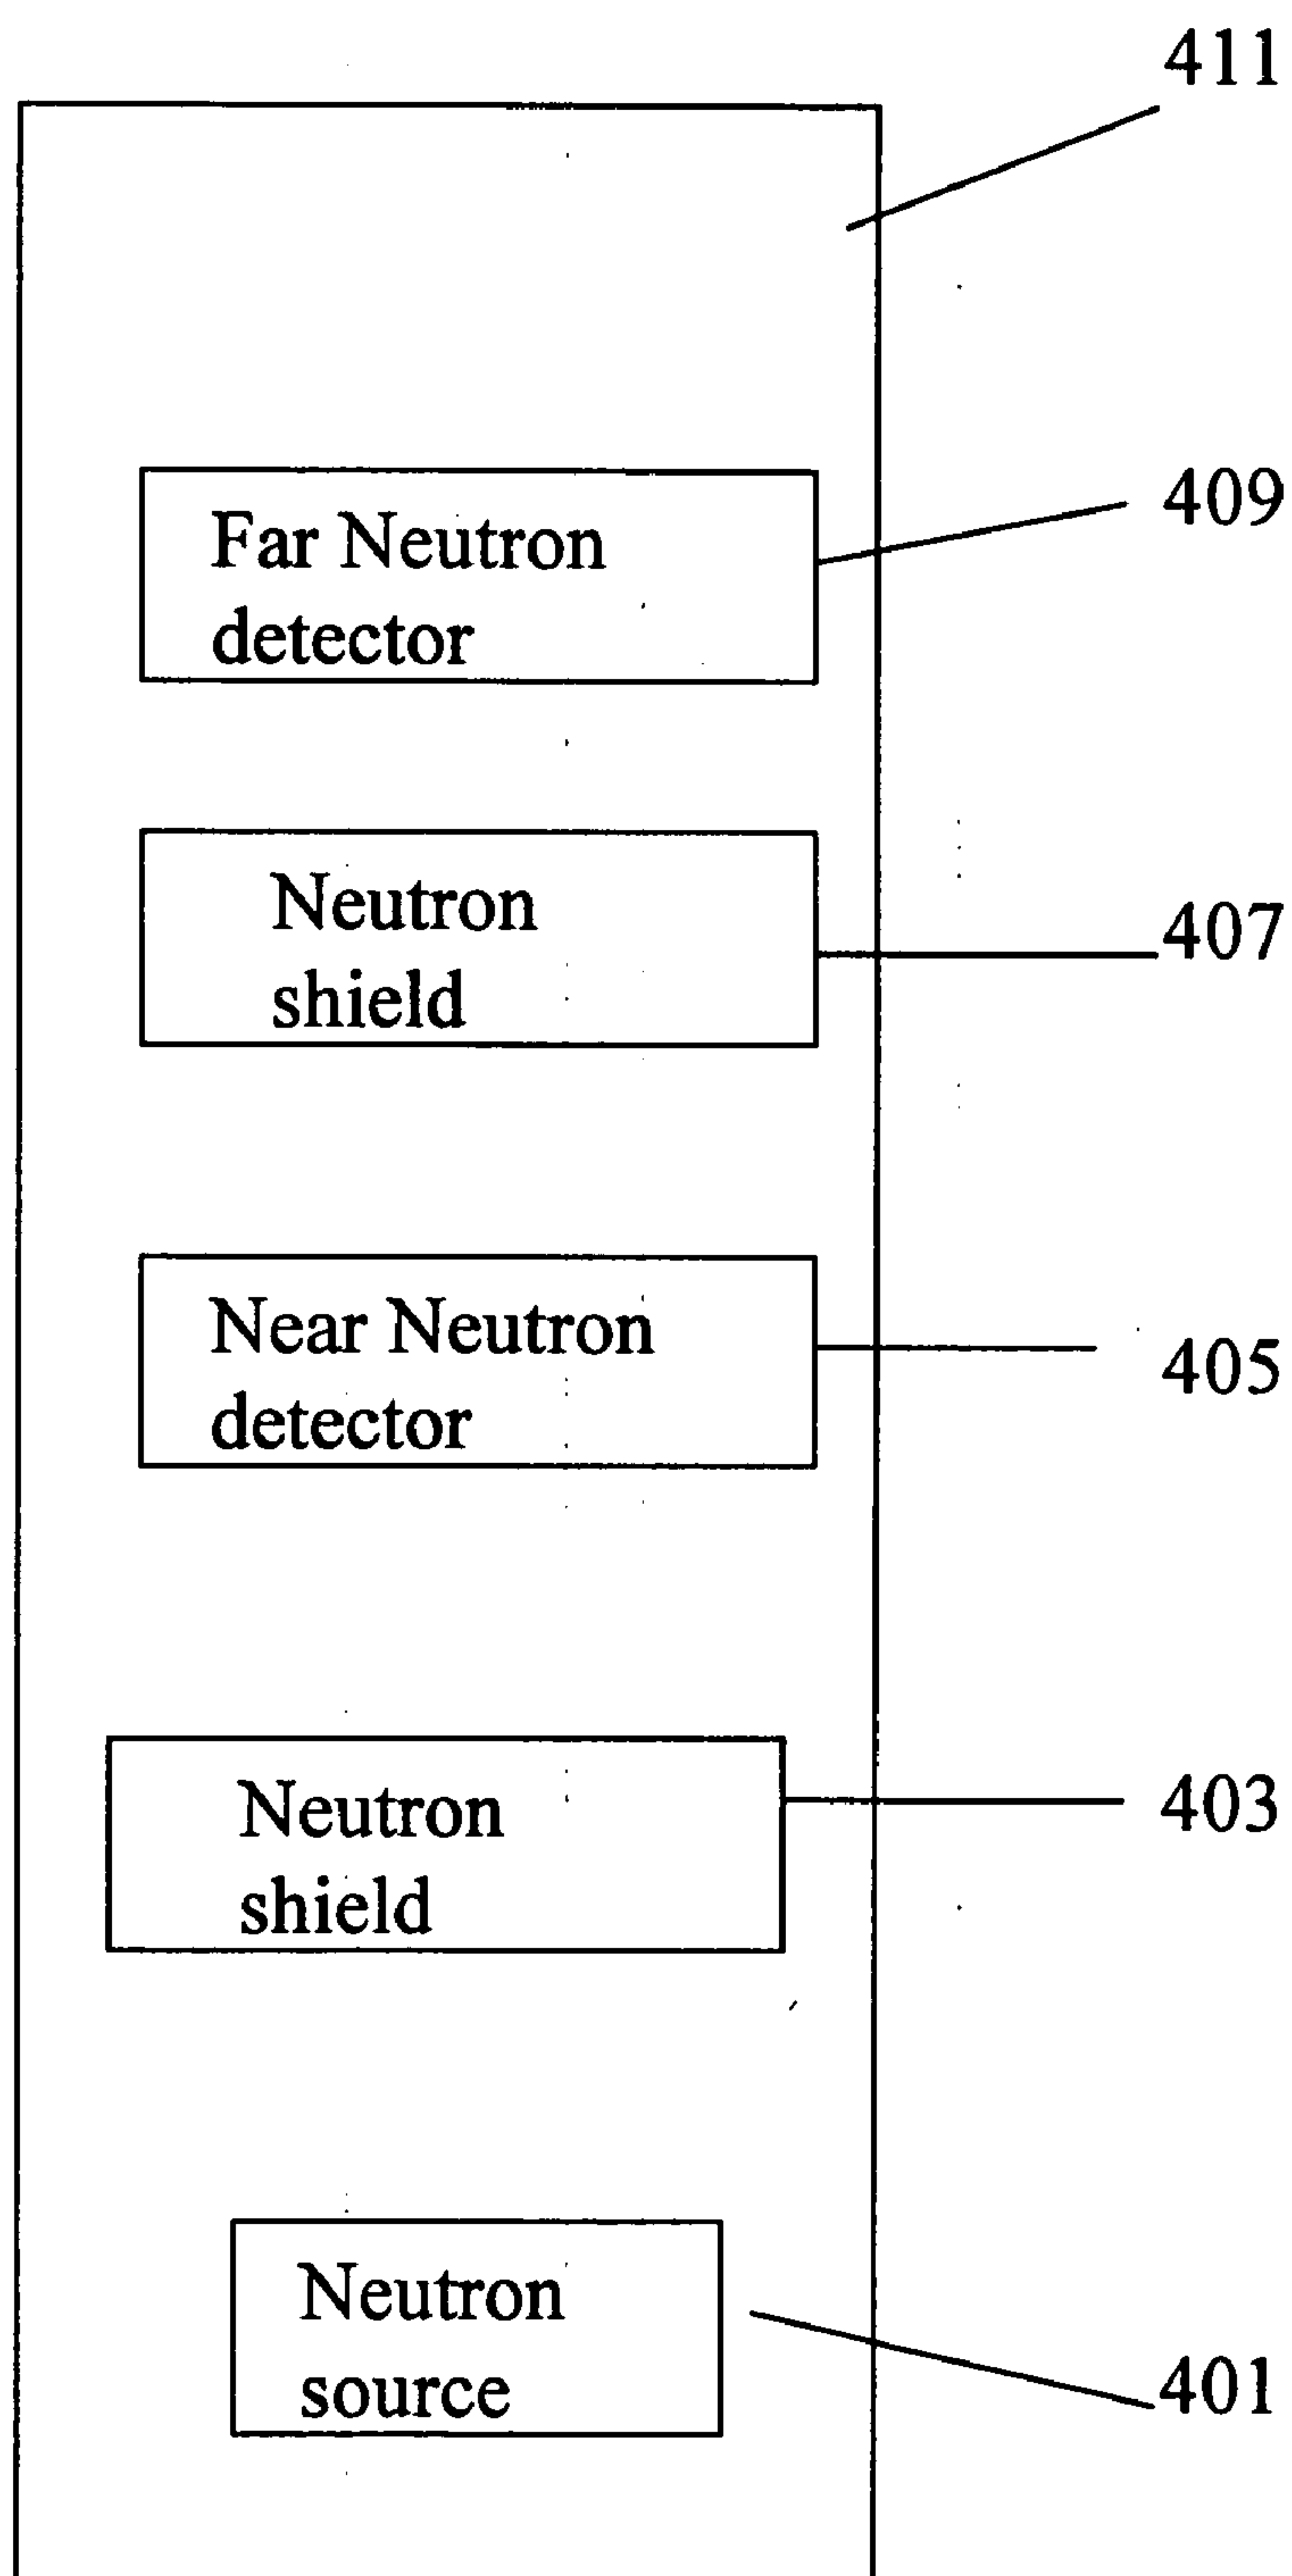 411
Far Neutron
detector
409
Neutron
shield
407
Near Neutron
detector
405
Neutron
shield
403
Neutron
source
401